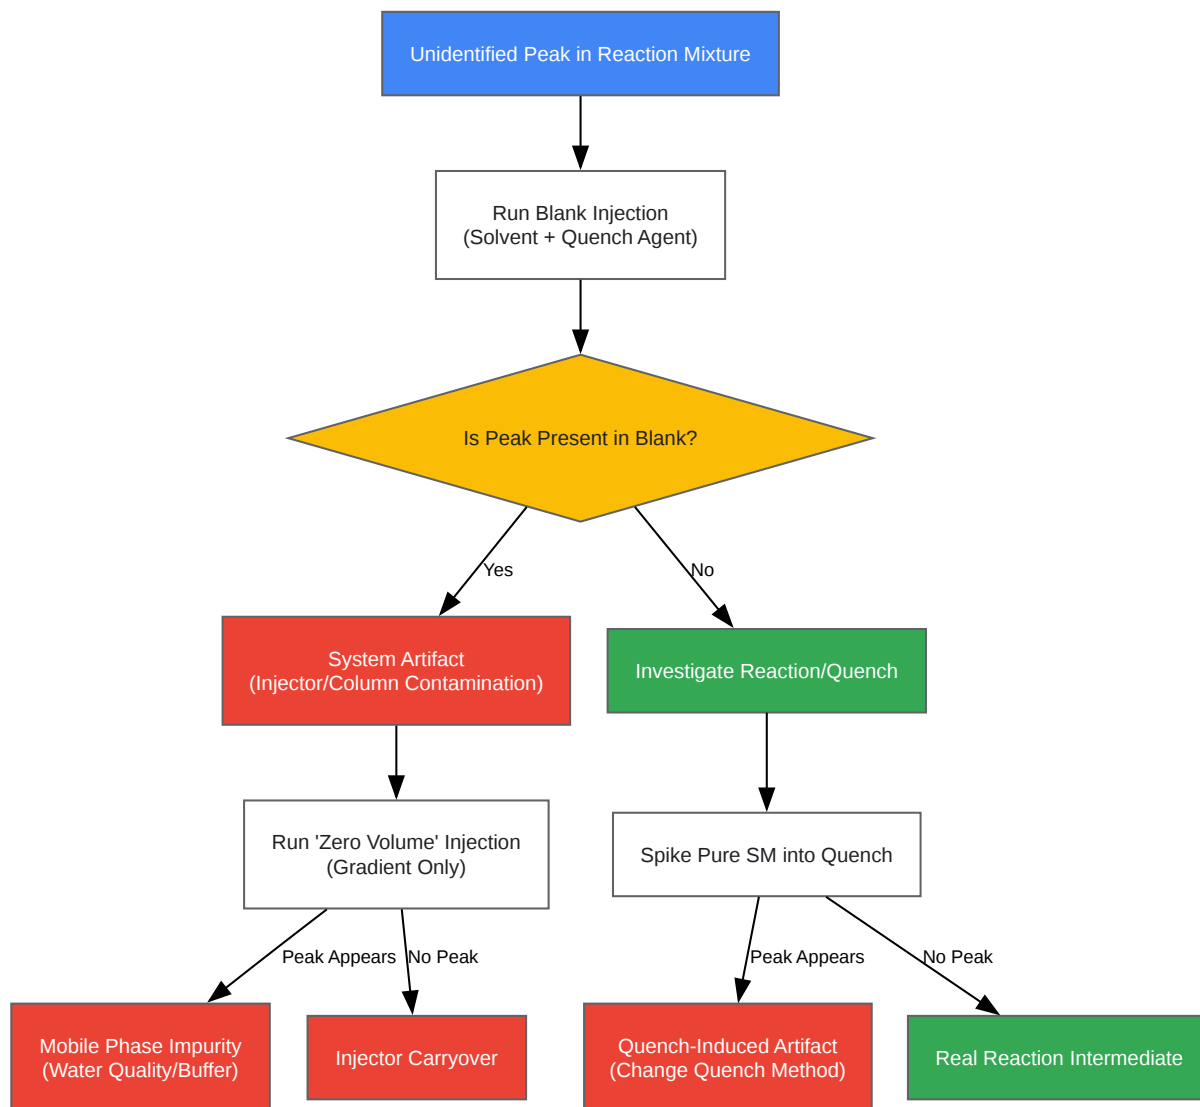 Unidentified Peak in Reaction Mixture
Run Blank Injection
(Solvent + Quench Agent)
Is Peak Present in Blank?
Yes
No
System Artifact
(Injector/Column Contamination)
Investigate Reaction/Quench
Run 'Zero Volume' Injection
(Gradient Only)
Spike Pure SM into Quench
Peak Appears
No Peak
Peak Appears
No Peak
Mobile Phase Impurity
(Water Quality/Buffer)
Injector Carryover
Quench-Induced Artifact
(Change Quench Method)
Real Reaction Intermediate